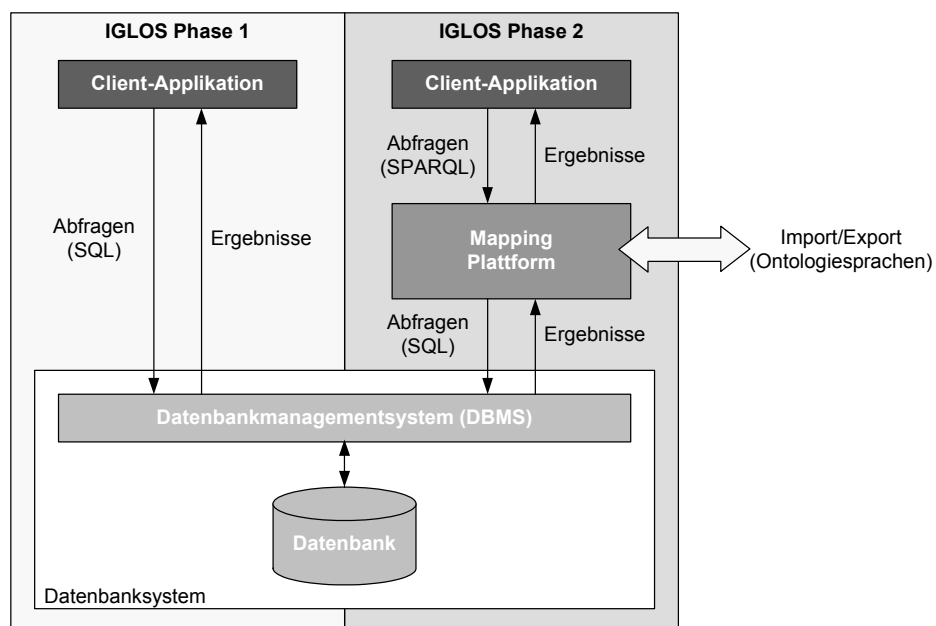 IGLOS Phase 1
IGLOS Phase 2
Client-Applikation
Client-Applikation
Abfragen
(SPARQL)
Ergebnisse
Abfragen
(SQL)
Ergebnisse
Mapping
Plattform
Import/Export
(Ontologiesprachen)
Abfragen
(SQL)
Ergebnisse
Datenbankmanagementsystem (DBMS)
Datenbank
Datenbanksystem